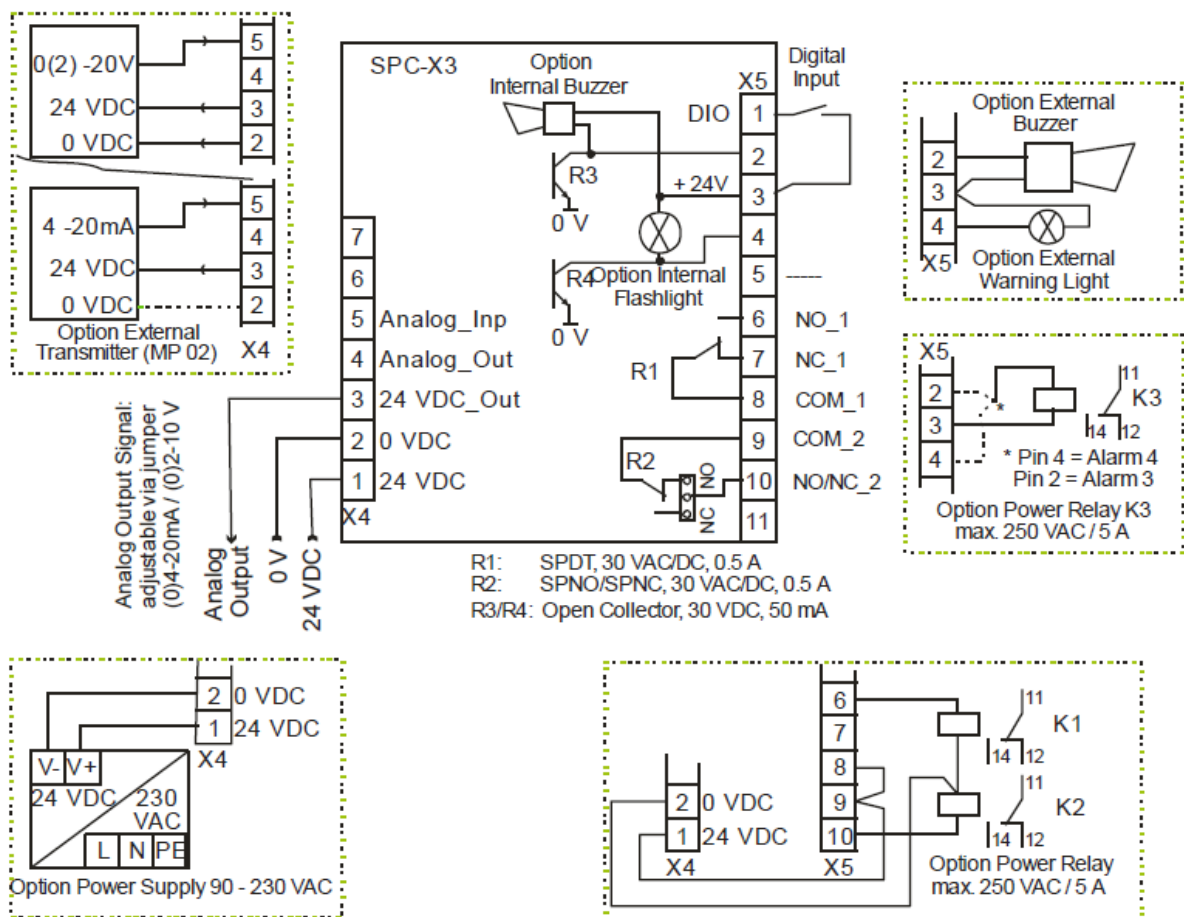 0(2) -20V
24 VDC
0 VDC
5
4
3
2
4 -20mA
24 VDC
0 VDC
5
4
3
2
Option External
Transmitter (MP 02)
X4
SPC-X3
Option
Internal Buzzer
Digital
Input
X5
DIO
R3
0 V
+ 24V
R4
0 V
Option Internal
Flashlight
7
6
5 Analog_Inp
4 Analog_Out
3 24 VDC_Out
2 0 VDC
1 24 VDC
X4
1
2
3
4
5 -----
6 NO_1
7 NC_1
8 COM_1
9 COM_2
10 NO/NC_2
11
R1
R2
NO
NC
Analog Output Signal:
adjustable via jumper
(0)4-20mA / (0)2-10 V
Analog
Output
0 V
24 VDC
R1: SPDT, 30 VAC/DC, 0.5 A
R2: SPNO/SPNC, 30 VAC/DC, 0.5 A
R3/R4: Open Collector, 30 VDC, 50 mA
Option External
Buzzer
2
3
4
X5
Option External
Warning Light
X5
2
3
4
*
11
K3
14 12
* Pin 4 = Alarm 4
Pin 2 = Alarm 3
Option Power Relay K3
max. 250 VAC / 5 A
2 0 VDC
1 24 VDC
X4
V- V+
24 VDC
230
VAC
L N PE
Option Power Supply 90 - 230 VAC
2 0 VDC
1 24 VDC
X4
6
7
8
9
10
X5
11
K1
14 12
11
K2
14 12
Option Power Relay
max. 250 VAC / 5 A